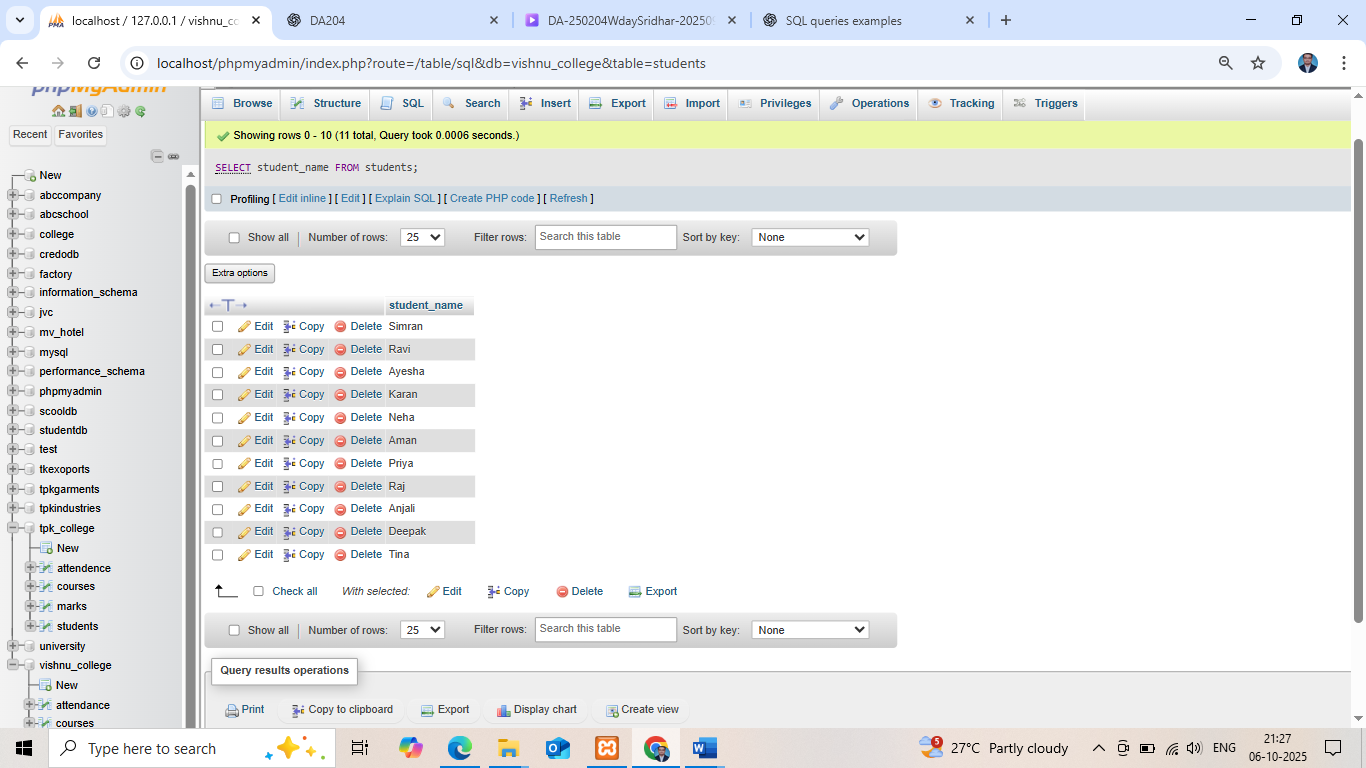 localhost / 127.0.0.1 / vishnu_co
DA204
DA-250204WdaySridhar-202509
SQL queries examples
localhost/phpmyadmin/index.php?route=/table/sql&db=vishnu_college&table=students
phpMyAdmin
Recent Favorites
New
abccompany
abcschool
college
credodb
factory
information_schema
jvc
mv_hotel
mysql
performance_schema
phpmyadmin
scooldb
studentdb
test
tkexoports
tpkgarments
tpkindustries
tpk_college
New
attendence
courses
marks
students
university
vishnu_college
New
attendance
courses
Browse Structure SQL Search Insert Export Import Privileges Operations Tracking Triggers
Showing rows 0 - 10 (11 total, Query took 0.0006 seconds.)
SELECT student_name FROM students;
Profiling [ Edit inline ] [ Edit ] [ Explain SQL ] [ Create PHP code ] [ Refresh ]
Show all Number of rows: 25 Filter rows: Search this table Sort by key: None
Extra options
←T→ student_name
Edit Copy Delete Simran
Edit Copy Delete Ravi
Edit Copy Delete Ayesha
Edit Copy Delete Karan
Edit Copy Delete Neha
Edit Copy Delete Aman
Edit Copy Delete Priya
Edit Copy Delete Raj
Edit Copy Delete Anjali
Edit Copy Delete Deepak
Edit Copy Delete Tina
Check all With selected: Edit Copy Delete Export
Show all Number of rows: 25 Filter rows: Search this table Sort by key: None
Query results operations
Print Copy to clipboard Export Display chart Create view
Type here to search
5
27°C Partly cloudy
ENG
21:27
06-10-2025